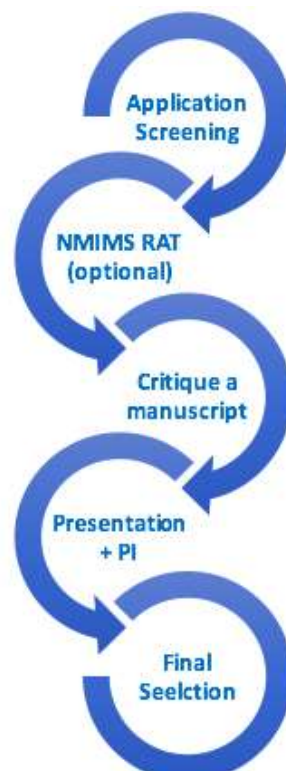 Application
Screening
NMIMS RAT
(optional)
Critique a
manuscript
Presentation
+ PI
Final
Seelction